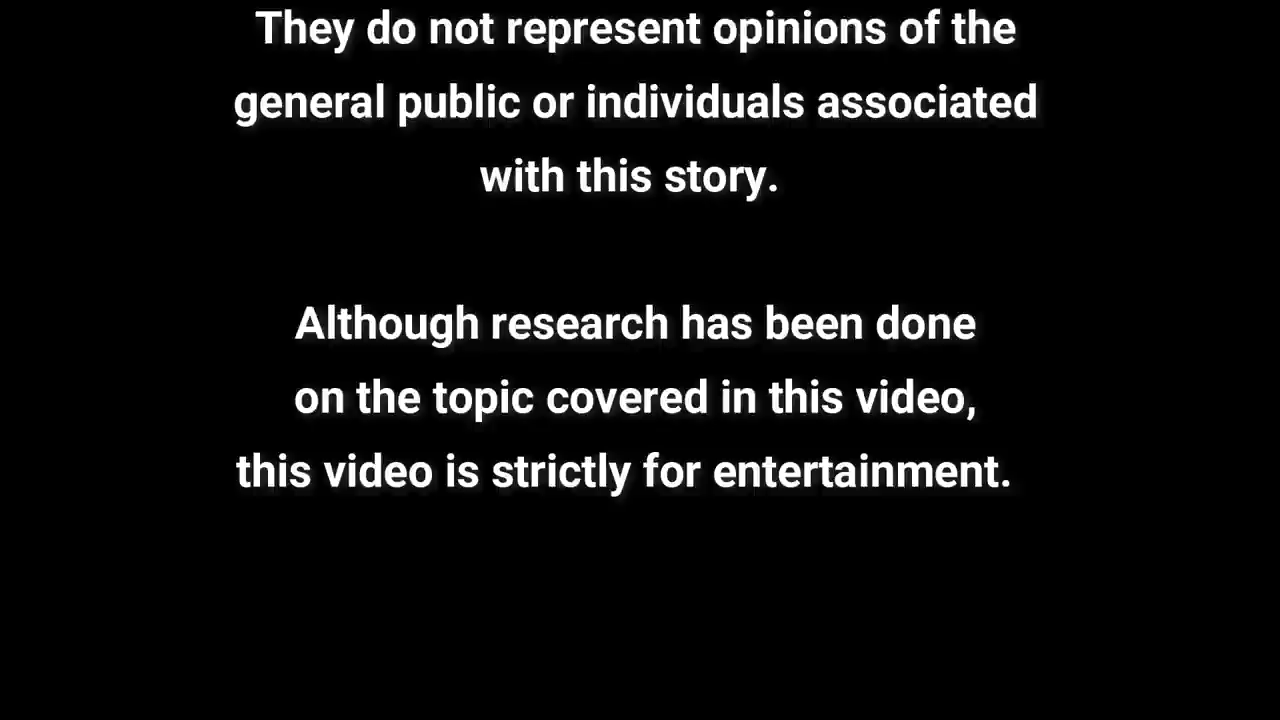 They do not represent opinions of the
general public or individuals associated
with this story.
Although research has been done
on the topic covered in this video,
this video is strictly for entertainment.